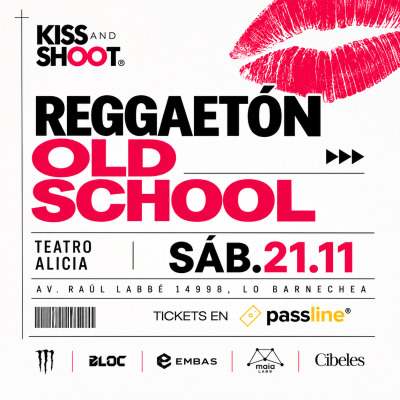 KISS AND
SHOOT®
REGGAETÓN
OLD
SCHOOL
TEATRO
ALICIA
SÁB.21.11
AV. RAÚL LABBÉ 14998, LO BARNECHEA
TICKETS EN passline®
BLOC EMBAS maia LABS Cibeles